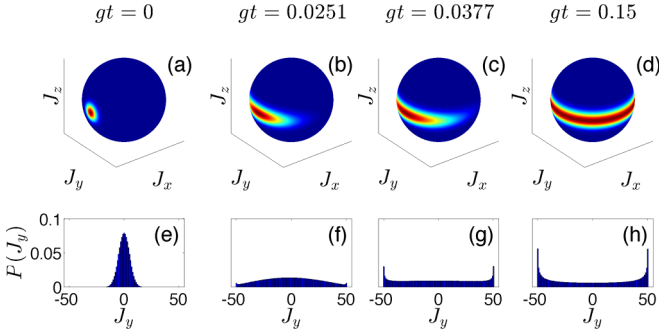 gt = 0 gt = 0.0251 gt = 0.0377 gt = 0.15
(a) (b) (c) (d)
J_z J_z J_z J_z
J_y J_x J_y J_x J_y J_x J_y J_x
P(J_y)
0.1
0.05
0
(e) (f) (g) (h)
-50 0 50 -50 0 50 -50 0 50 -50 0 50
J_y J_y J_y J_y